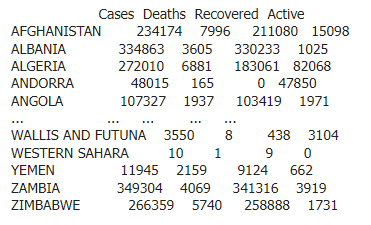 Cases Deaths Recovered Active
AFGHANISTAN 234174 7996 211080 15098
ALBANIA 334863 3605 330233 1025
ALGERIA 272010 6881 183061 82068
ANDORRA 48015 165 0 47850
ANGOLA 107327 1937 103419 1971
... ... ... ... ...
WALLIS AND FUTUNA 3550 8 438 3104
WESTERN SAHARA 10 1 9 0
YEMEN 11945 2159 9124 662
ZAMBIA 349304 4069 341316 3919
ZIMBABWE 266359 5740 258888 1731